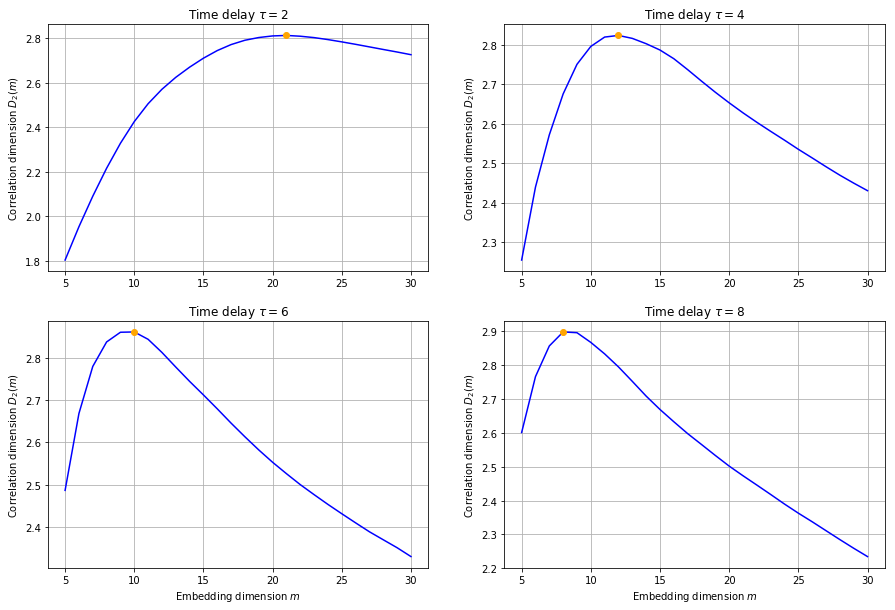 Time delay τ = 2
Correlation dimension D₂(m)
2.8
2.6
2.4
2.2
2.0
1.8
5 10 15 20 25 30
Time delay τ = 4
Correlation dimension D₂(m)
2.8
2.7
2.6
2.5
2.4
2.3
5 10 15 20 25 30
Time delay τ = 6
Correlation dimension D₂(m)
2.8
2.7
2.6
2.5
2.4
5 10 15 20 25 30
Embedding dimension m
Time delay τ = 8
Correlation dimension D₂(m)
2.9
2.8
2.7
2.6
2.5
2.4
2.3
2.2
5 10 15 20 25 30
Embedding dimension m